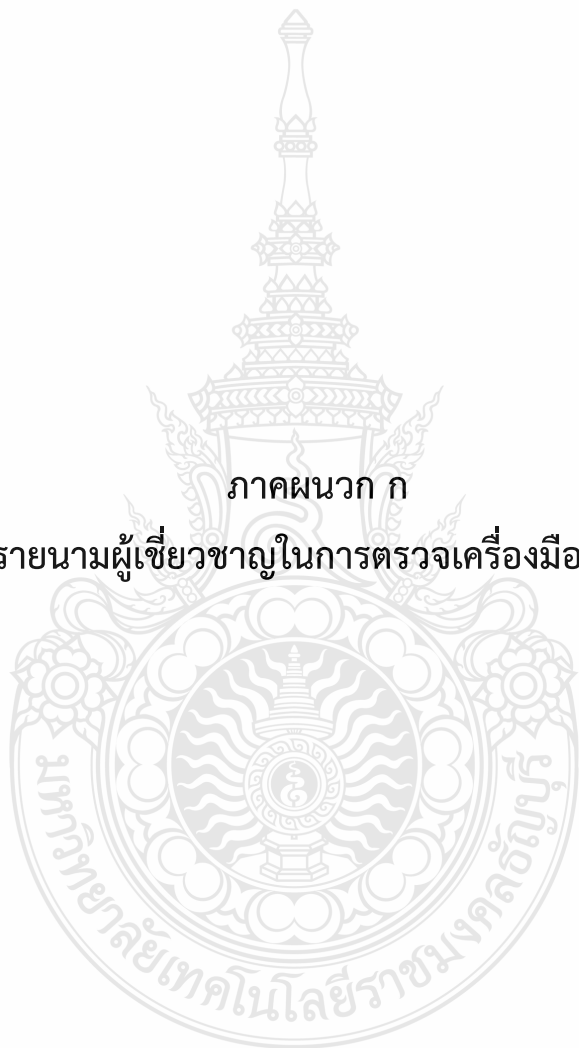 ภาคผนวก ก
รายนามผู้เชี่ยวชาญในการตรวจเครื่องมือ
มหาวิทยาลัยเทคโนโลยีราชมงคลธัญบุรี